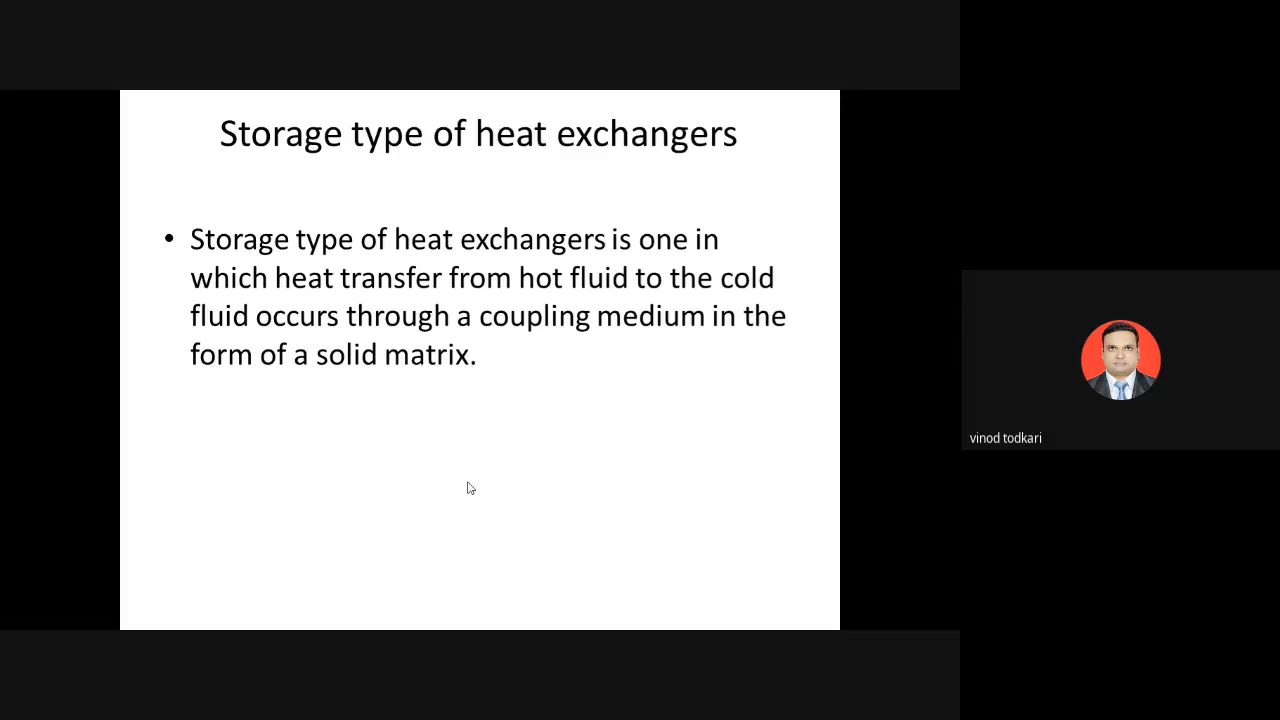 Storage type of heat exchangers
• Storage type of heat exchangers is one in
which heat transfer from hot fluid to the cold
fluid occurs through a coupling medium in the
form of a solid matrix.
vinod todkari